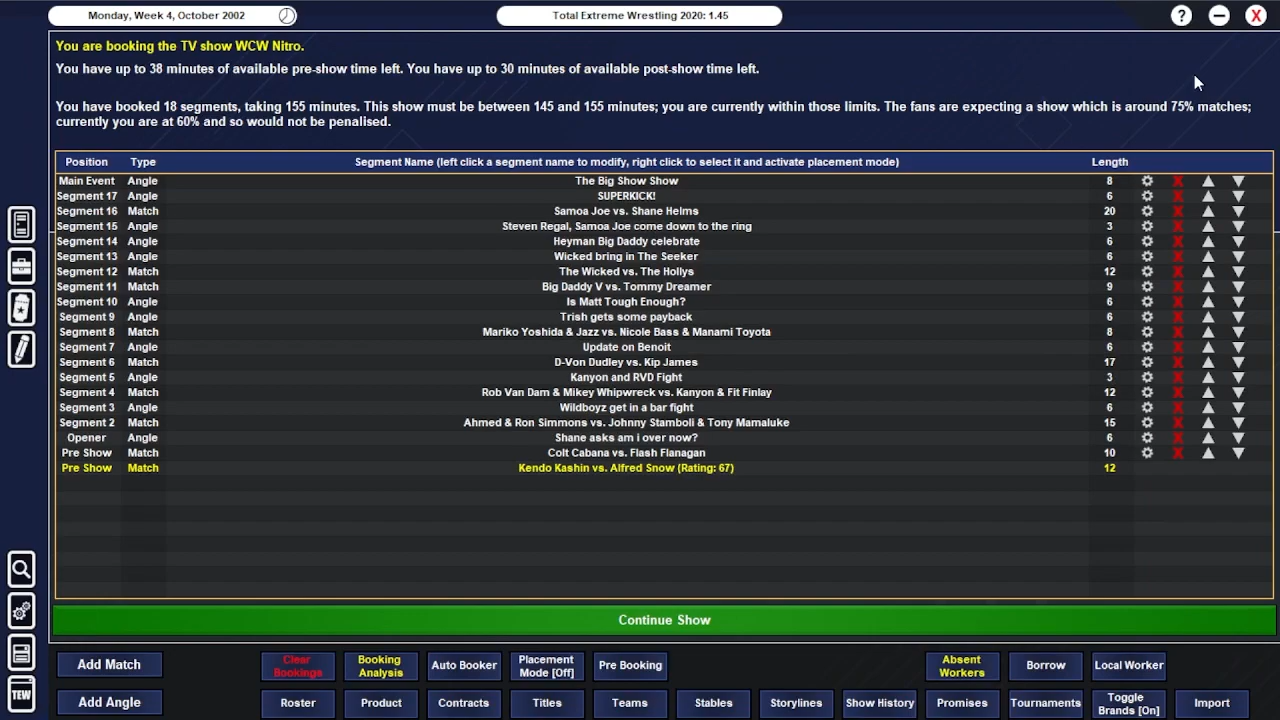 Monday, Week 4, October 2002
Total Extreme Wrestling 2020: 1.45
?
X
You are booking the TV show WCW Nitro.
You have up to 38 minutes of available pre-show time left. You have up to 30 minutes of available post-show time left.
You have booked 18 segments, taking 155 minutes. This show must be between 145 and 155 minutes; you are currently within those limits. The fans are expecting a show which is around 75% matches;
currently you are at 60% and so would not be penalised.
Position Type Segment Name (left click a segment name to modify, right click to select it and activate placement mode) Length
Main Event Angle The Big Show Show 8 X
Segment 17 Angle SUPERKICK! 6 X
Segment 16 Match Samoa Joe vs. Shane Helms 20 X
Segment 15 Angle Steven Regal, Samoa Joe come down to the ring 3 X
Segment 14 Angle Heyman Big Daddy celebrate 6 X
Segment 13 Angle Wicked bring in The Seeker 6 X
Segment 12 Match The Wicked vs. The Hollys 12 X
Segment 11 Match Big Daddy V vs. Tommy Dreamer 9 X
Segment 10 Angle Is Matt Tough Enough? 6 X
Segment 9 Angle Trish gets some payback 6 X
Segment 8 Match Mariko Yoshida & Jazz vs. Nicole Bass & Manami Toyota 8 X
Segment 7 Angle Update on Benoit 6 X
Segment 6 Match D-Von Dudley vs. Kip James 17 X
Segment 5 Angle Kanyon and RVD Fight 3 X
Segment 4 Match Rob Van Dam & Mikey Whipwreck vs. Kanyon & Fit Finlay 12 X
Segment 3 Angle Wildboyz get in a bar fight 6 X
Segment 2 Match Ahmed & Ron Simmons vs. Johnny Stamboli & Tony Mamaluke 15 X
Opener Angle Shane asks am i over now? 6 X
Pre Show Match Colt Cabana vs. Flash Flanagan 10 X
Pre Show Match Kendo Kashin vs. Alfred Snow (Rating: 67) 12
Continue Show
Add Match
Clear Bookings
Booking Analysis
Auto Booker
Placement Mode [Off]
Pre Booking
Absent Workers
Borrow
Local Worker
TEW
Add Angle
Roster
Product
Contracts
Titles
Teams
Stables
Storylines
Show History
Promises
Tournaments
Toggle Brands [On]
Import